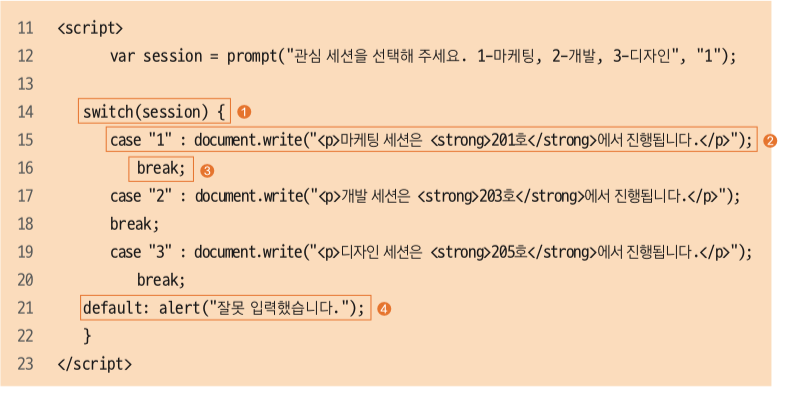 11 <script>
12 var session = prompt("관심 세션을 선택해 주세요. 1-마케팅, 2-개발, 3-디자인", "1");
13
14 switch(session) { 1
15 case "1" : document.write("<p>마케팅 세션은 <strong>201호</strong>에서 진행됩니다.</p>"); 2
16 break; 3
17 case "2" : document.write("<p>개발 세션은 <strong>203호</strong>에서 진행됩니다.</p>");
18 break;
19 case "3" : document.write("<p>디자인 세션은 <strong>205호</strong>에서 진행됩니다.</p>");
20 break;
21 default: alert("잘못 입력했습니다."); 4
22 }
23 </script>